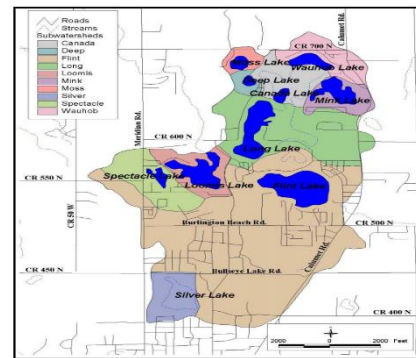 Roads
Streams
Subwatersheds
Canada
Deep
Flint
Long
Loomis
Mink
Moss
Silver
Spectacle
Wauhob
Calumet Rd.
CR 700 N
Moss Lake
Wauhob Lake
Deep Lake
Canada Lake
Mink Lake
Meridian Rd.
CR 600 N
Long Lake
CR 550 N
Spectacle Lake
Loomis Lake
Flint Lake
CR 50 W
Burlington Beach Rd.
CR 500 N
CR 450 N
Bullseye Lake Rd.
Calumet Rd.
Silver Lake
CR 400 N
2000 0 2000 Feet